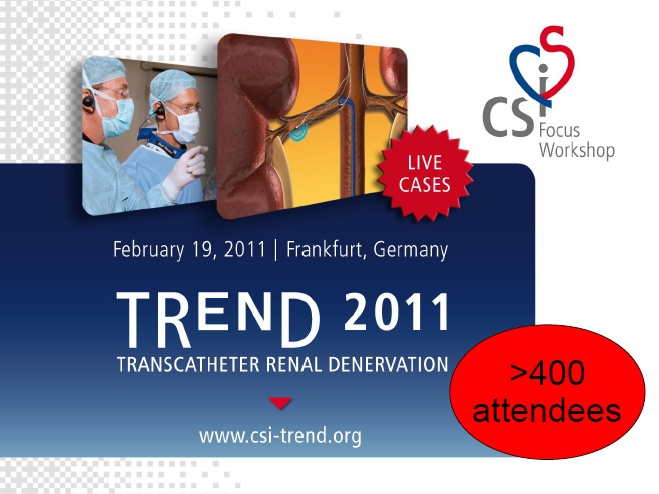 CSi
Focus
Workshop
LIVE
CASES
February 19, 2011 | Frankfurt, Germany
TREND 2011
TRANSCATHETER RENAL DENERVATION
>400
attendees
www.csi-trend.org